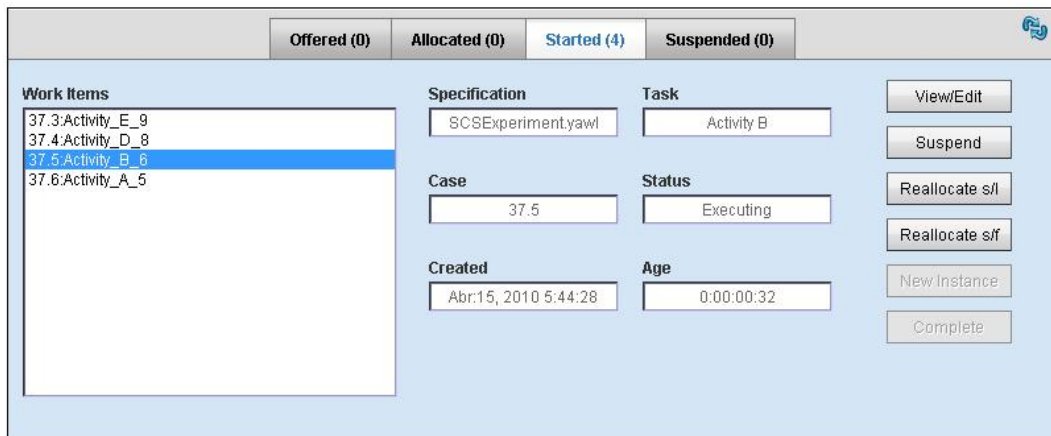 Offered (0)
Allocated (0)
Started (4)
Suspended (0)
Work Items
37.3:Activity_E_9
37.4:Activity_D_8
37.5:Activity_B_6
37.6:Activity_A_5
Specification
SCSExperiment.yawl
Task
Activity B
Case
37.5
Status
Executing
Created
Abr:15, 2010 5:44:28
Age
0:00:00:32
View/Edit
Suspend
Reallocate s/l
Reallocate s/f
New Instance
Complete